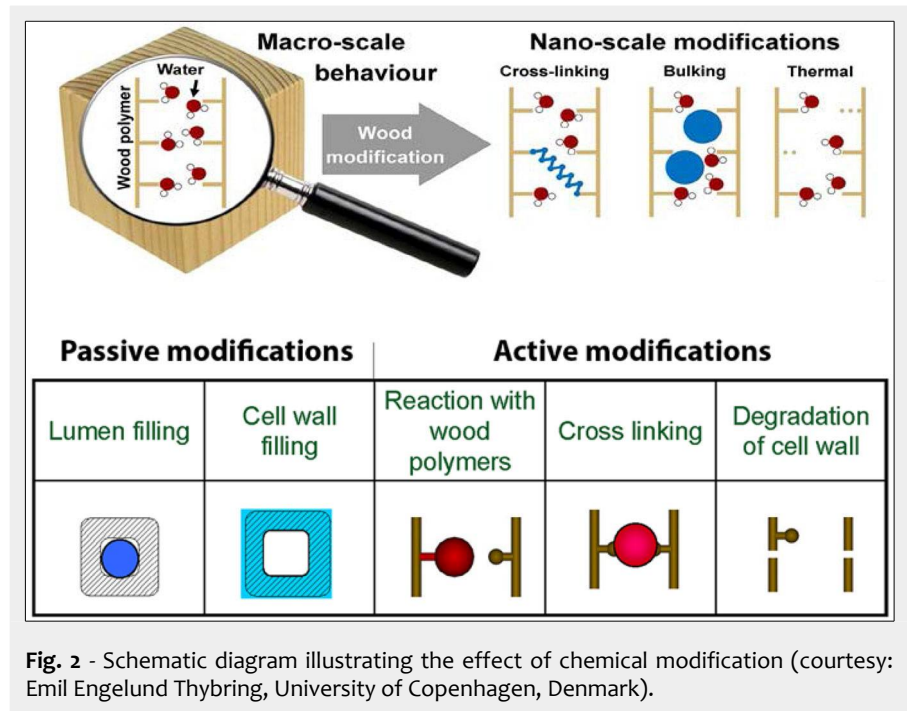 Macro-scale
behaviour
Nano-scale modifications
Water
Wood polymer
Wood
modification
Cross-linking
Bulking
Thermal
Passive modifications
Active modifications
Lumen filling
Cell wall
filling
Reaction with
wood
polymers
Cross linking
Degradation
of cell wall
Fig. 2 - Schematic diagram illustrating the effect of chemical modification (courtesy:
Emil Engelund Thybring, University of Copenhagen, Denmark).